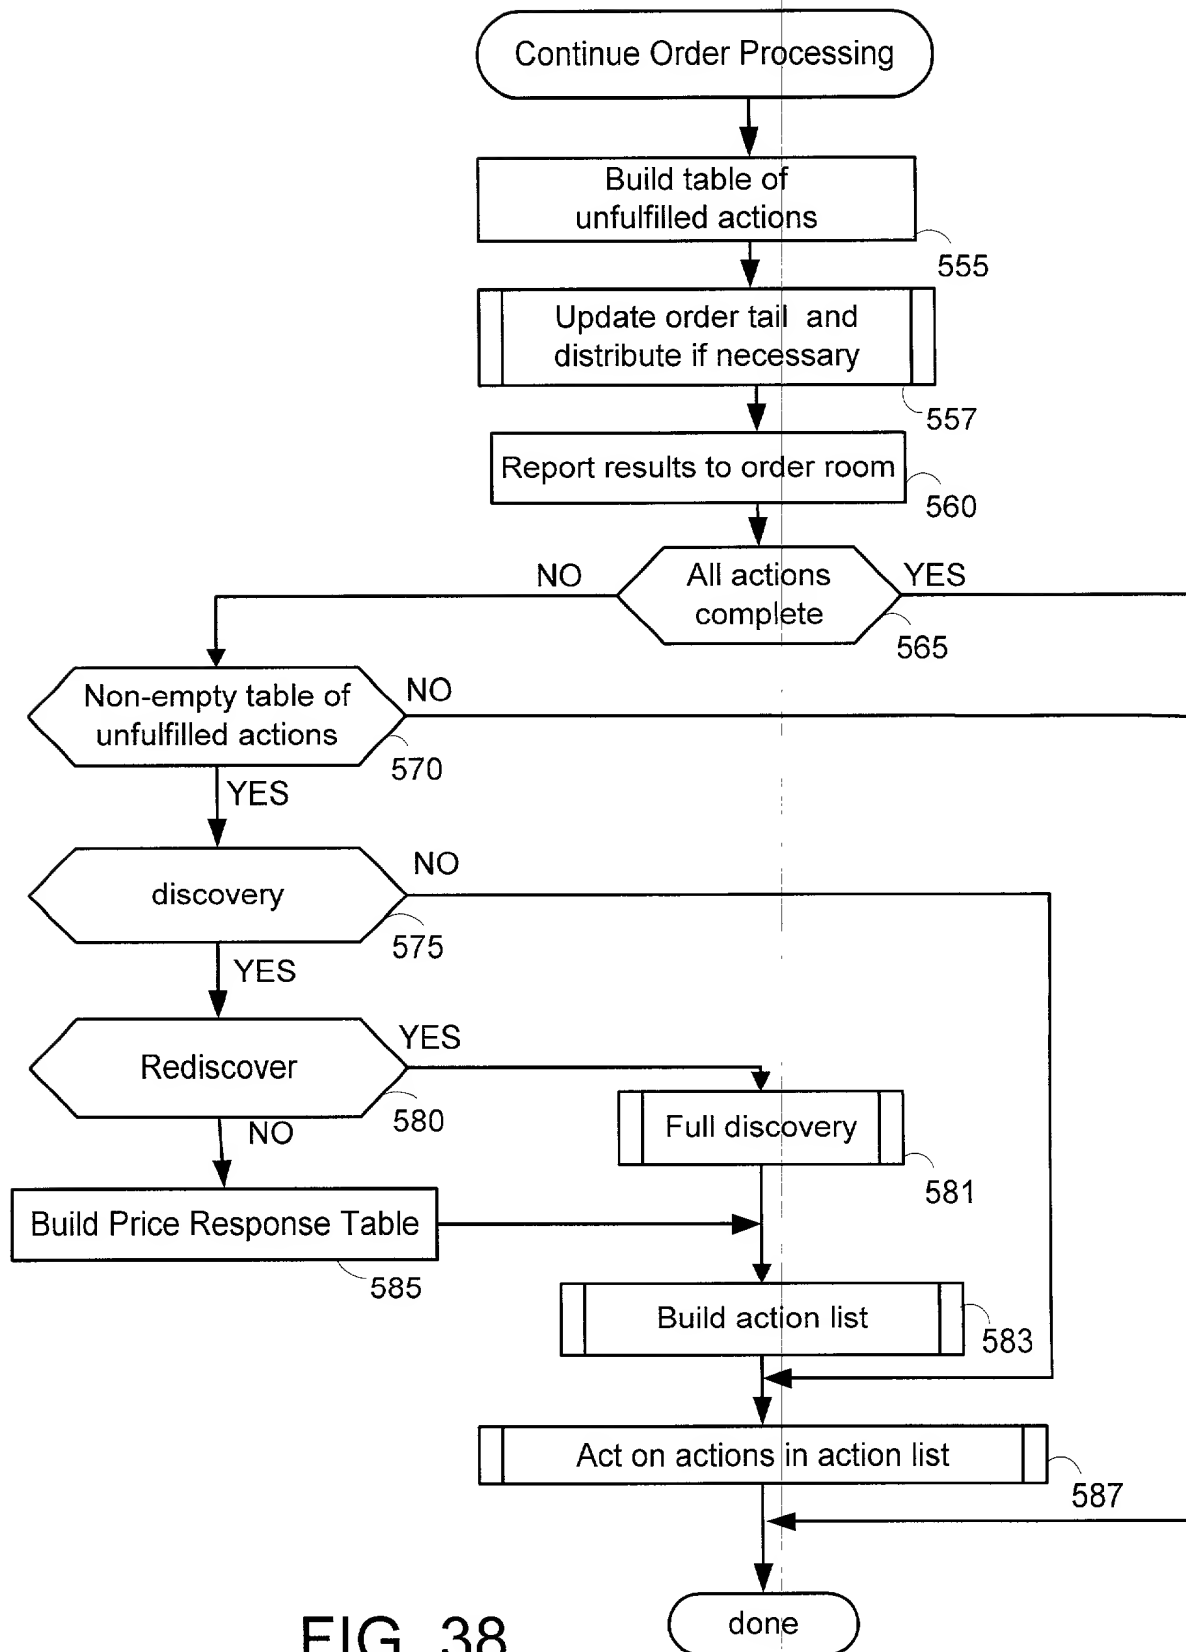 Continue Order Processing
Build table of
unfulfilled actions
555
Update order tail and
distribute if necessary
557
Report results to order room
560
NO
All actions
complete
YES
565
Non-empty table of
unfulfilled actions
NO
570
YES
discovery
NO
575
YES
Rediscover
YES
580
NO
Full discovery
581
Build Price Response Table
585
Build action list
583
Act on actions in action list
587
done
FIG. 38